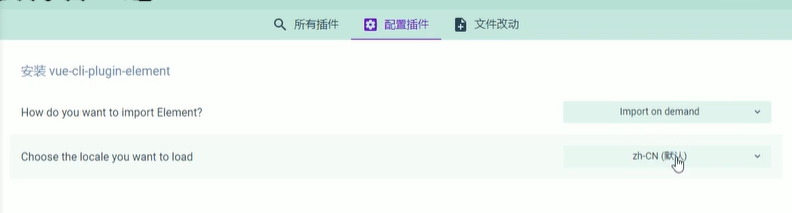 所有插件 配置插件 文件改动
安装 vue-cli-plugin-element
How do you want to import Element? Import on demand
Choose the locale you want to load zh-CN (默认)